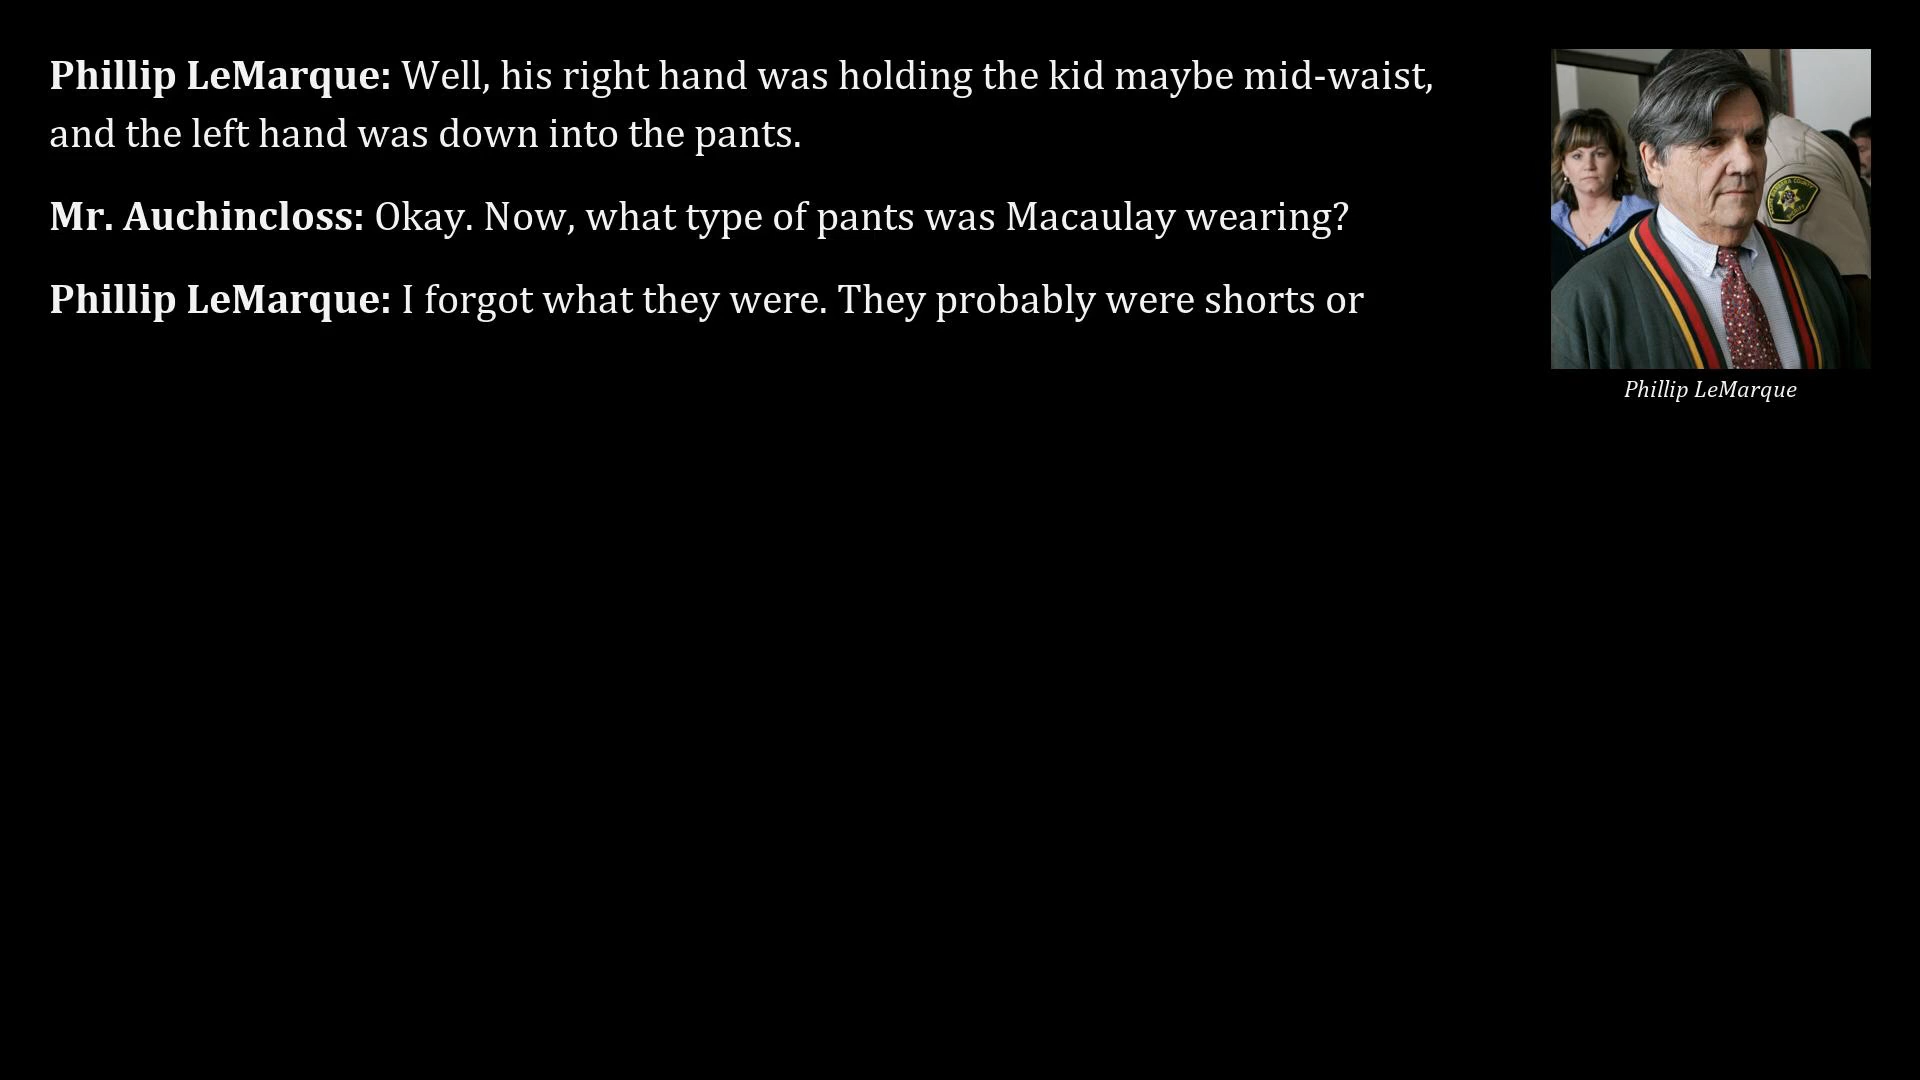 Phillip LeMarque: Well, his right hand was holding the kid maybe mid-waist,
and the left hand was down into the pants.
Mr. Auchincloss: Okay. Now, what type of pants was Macaulay wearing?
Phillip LeMarque: I forgot what they were. They probably were shorts or
Phillip LeMarque